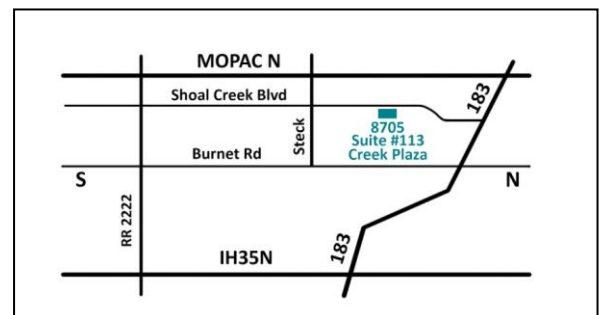 MOPAC N
Shoal Creek Blvd
183
8705
Suite #113
Creek Plaza
Steck
Burnet Rd
S
N
RR 2222
183
IH35N